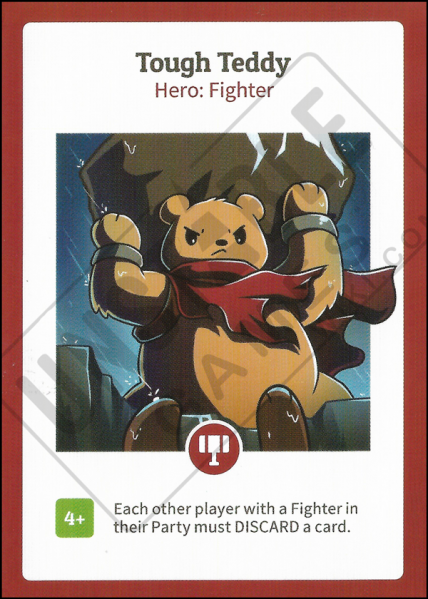 Tough Teddy
Hero: Fighter
4+
Each other player with a Fighter in
their Party must DISCARD a card.